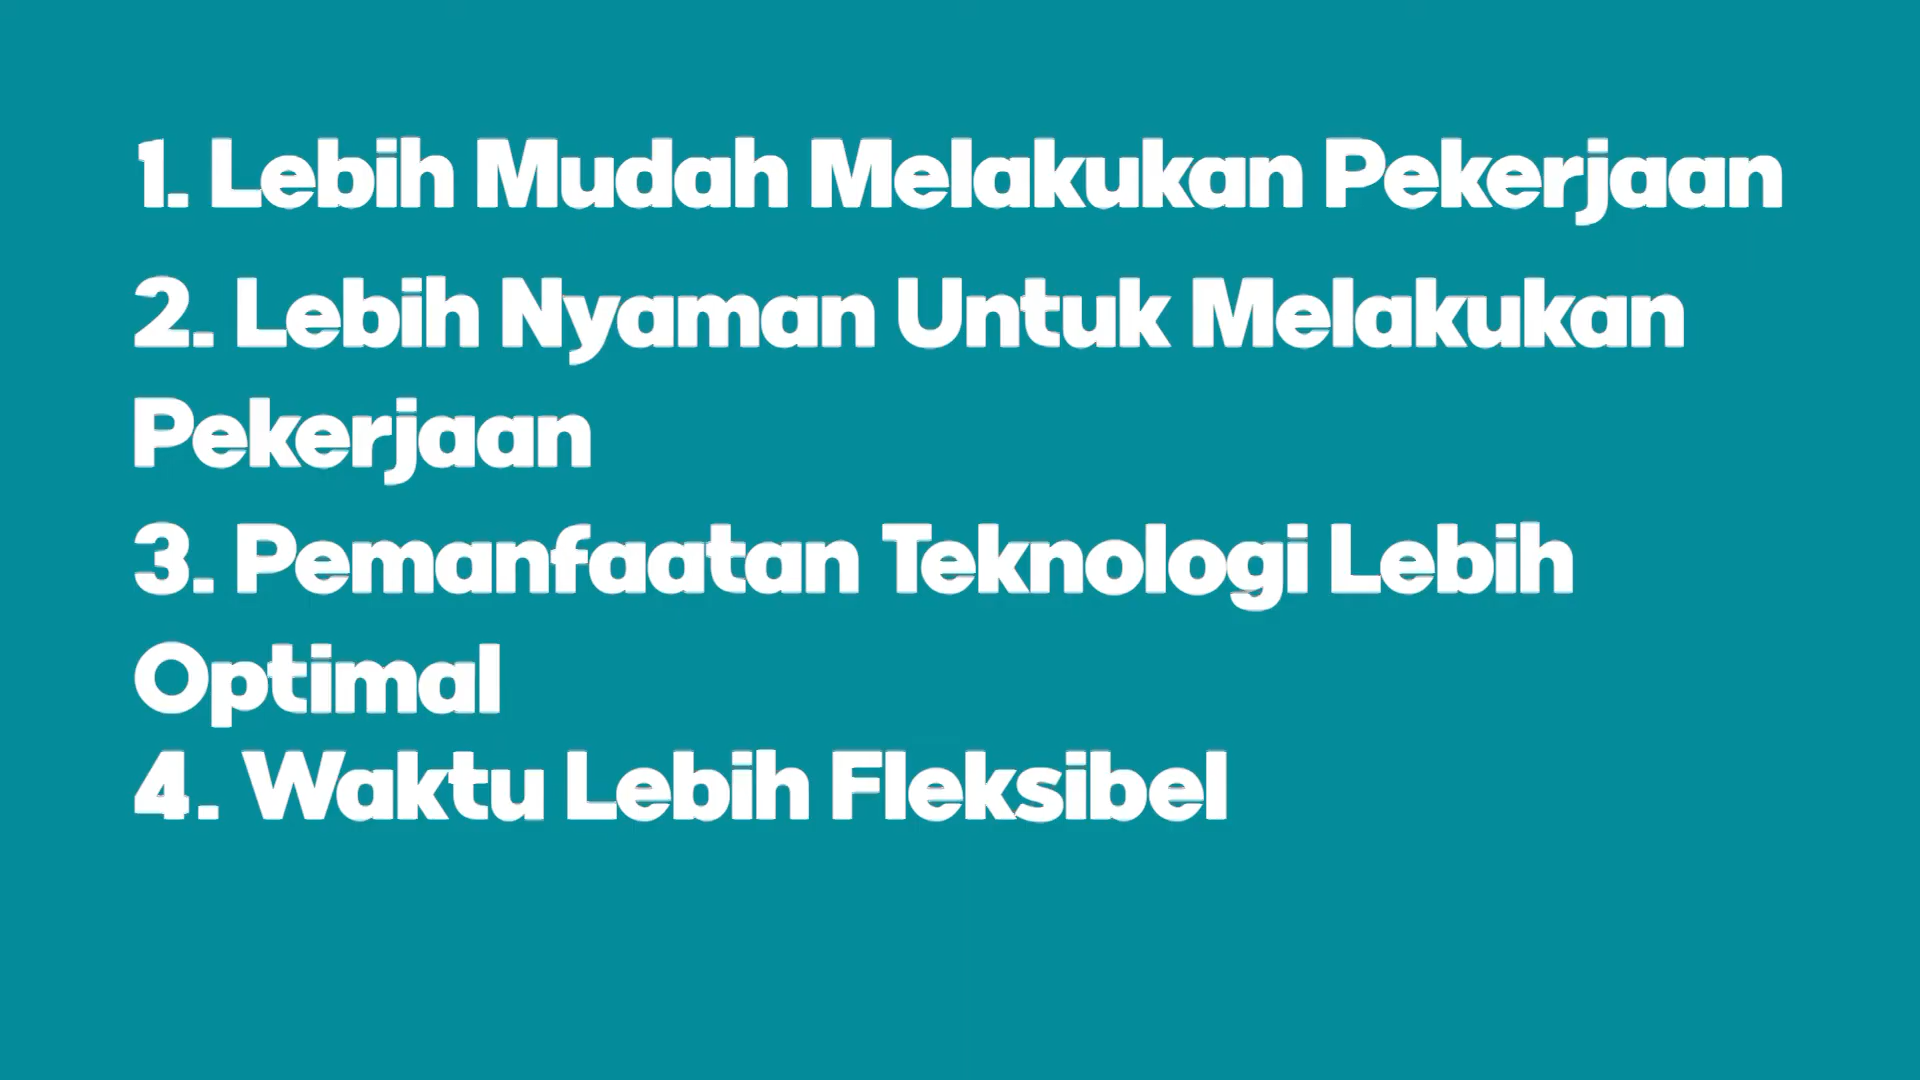 1. Lebih Mudah Melakukan Pekerjaan
2. Lebih Nyaman Untuk Melakukan
Pekerjaan
3. Pemanfaatan Teknologi Lebih
Optimal
4. Waktu Lebih Fleksibel